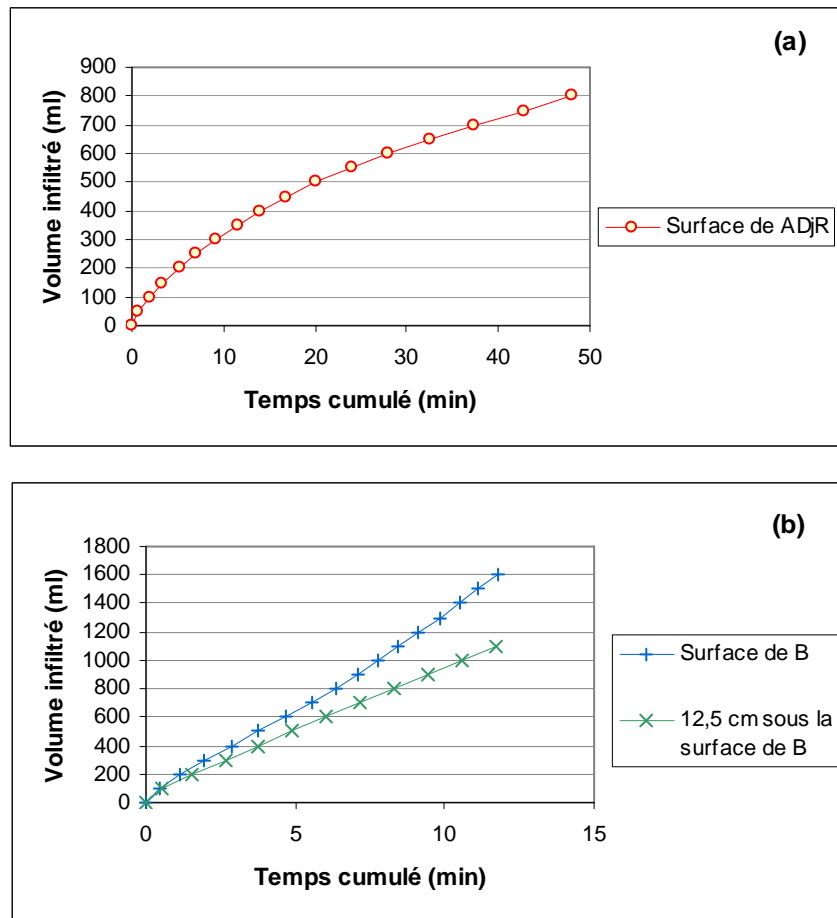 (a)
900
800
700
600
500
400
300
200
100
0
Volume infiltré (ml)
0 10 20 30 40 50
Temps cumulé (min)
Surface de ADjR
(b)
1800
1600
1400
1200
1000
800
600
400
200
0
Volume infiltré (ml)
0 5 10 15
Temps cumulé (min)
Surface de B
12,5 cm sous la
surface de B